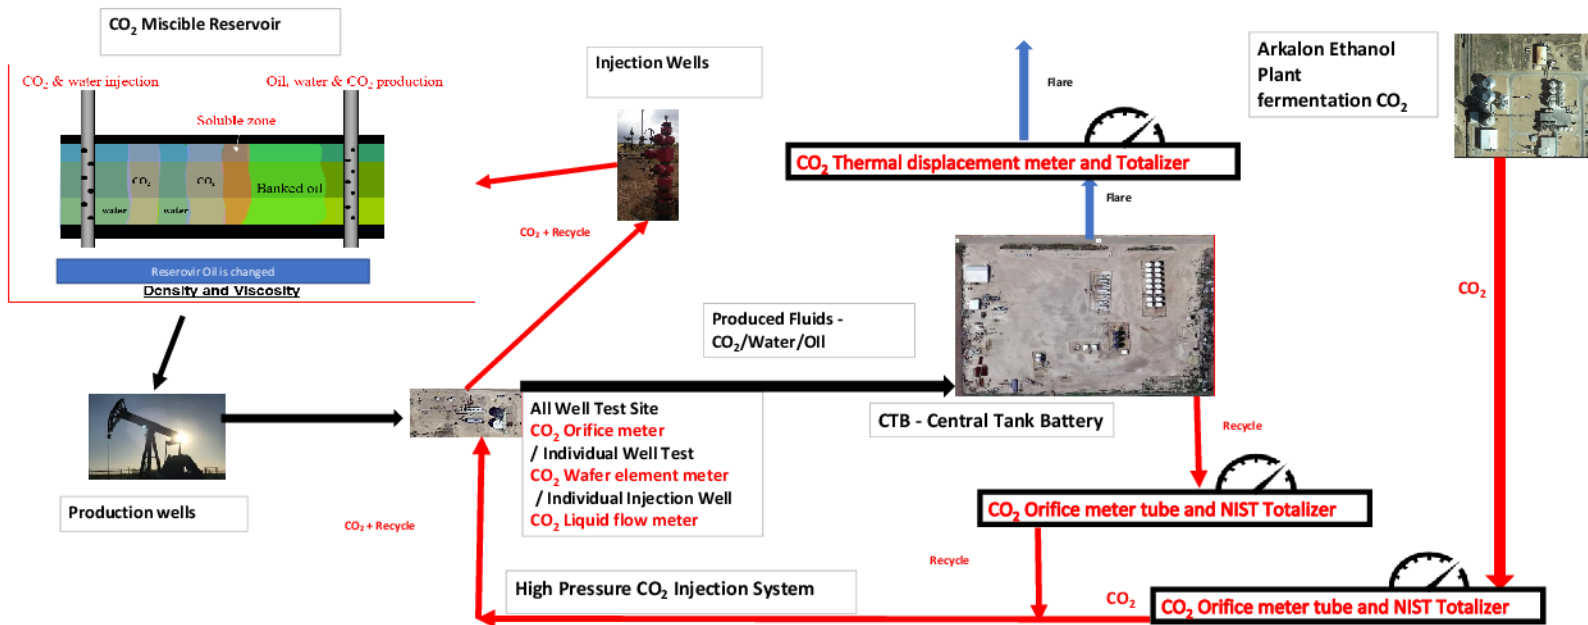 CO₂ Miscible Reservoir
CO₂ & water injection
Oil, water & CO₂ production
Soluble zone
CO₂
CO₂
Banked oil
water
water
Reserovir Oil is changed
Density and Viscosity
Production wells
Injection Wells
CO₂ + Recycle
All Well Test Site
CO₂ Orifice meter
/ Individual Well Test
CO₂ Wafer element meter
/ Individual Injection Well
CO₂ Liquid flow meter
CO₂ + Recycle
High Pressure CO₂ Injection System
Produced Fluids -
CO₂/Water/Oil
Flare
CO₂ Thermal displacement meter and Totalizer
Flare
CTB - Central Tank Battery
Recycle
CO₂ Orifice meter tube and NIST Totalizer
Recycle
Arkalon Ethanol
Plant
fermentation CO₂
CO₂
CO₂
CO₂ Orifice meter tube and NIST Totalizer